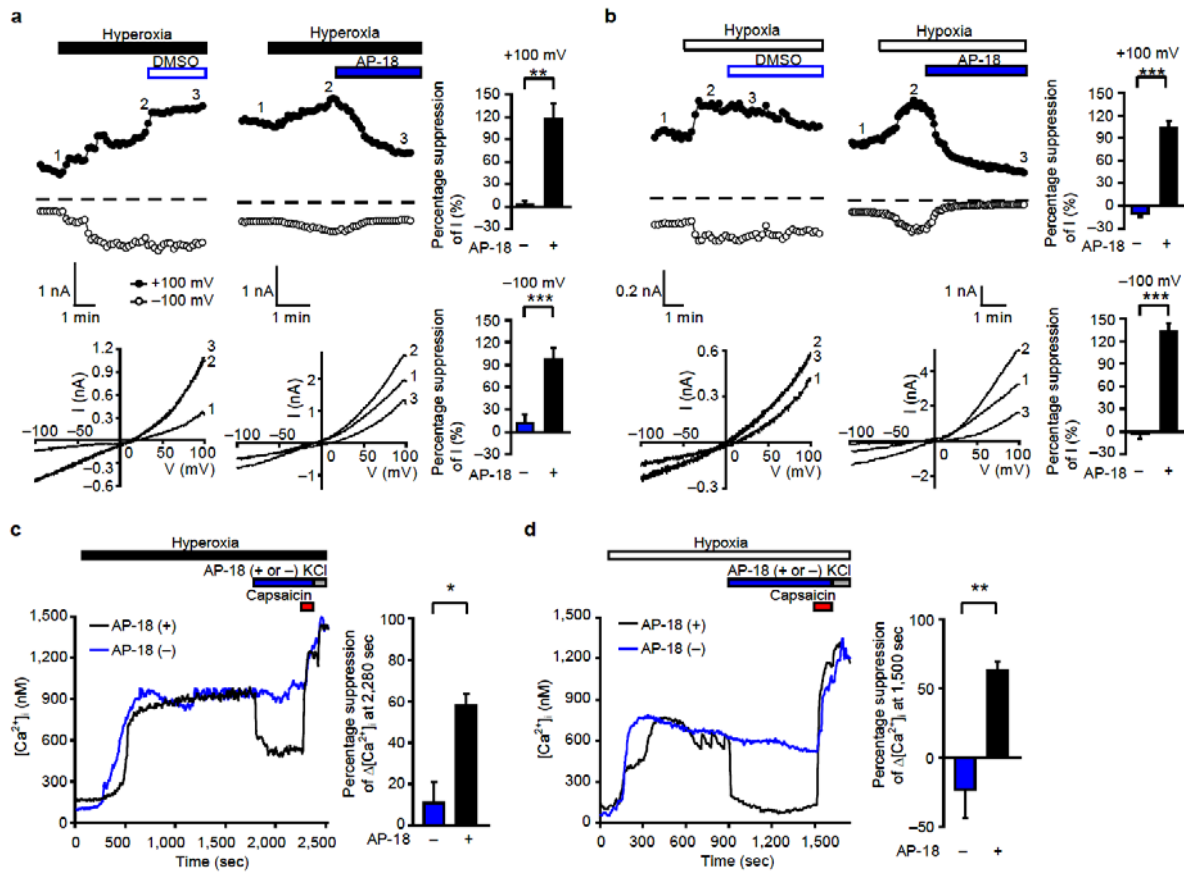 a
Hyperoxia
DMSO
1
2
3
Hyperoxia
AP-18
1
2
3
1 nA
1 min
+100 mV
–100 mV
1 nA
1 min
+100 mV
**
Percentage suppression
of I (%)
150
120
90
60
30
0
–30
AP-18 – +
–100 mV
***
Percentage suppression
of I (%)
150
120
90
60
30
0
–30
AP-18 – +
I (nA)
1.2
0.9
0.6
0.3
–0.3
–0.6
–100 –50
0 50 100
V (mV)
3
2
1
I (nA)
2
1
–1
–100 –50
0 50 100
V (mV)
2
1
3
b
Hypoxia
DMSO
1
2
3
Hypoxia
AP-18
1
2
3
0.2 nA
1 min
1 nA
1 min
+100 mV
***
Percentage suppression
of I (%)
150
120
90
60
30
0
–30
AP-18 – +
–100 mV
***
Percentage suppression
of I (%)
150
120
90
60
30
0
–30
AP-18 – +
I (nA)
0.6
0.3
–0.3
–100 –50
0 50 100
V (mV)
2
3
1
I (nA)
4
2
–2
–100 –50
0 50 100
V (mV)
2
1
3
c
Hyperoxia
AP-18 (+ or –) KCl
Capsaicin
AP-18 (+)
AP-18 (–)
[Ca2+]i (nM)
1,500
1,200
900
600
300
0
0 500 1,000 1,500 2,000 2,500
Time (sec)
*
Percentage suppression
of Δ[Ca2+]i at 2,280 sec
100
80
60
40
20
0
AP-18 – +
d
Hypoxia
AP-18 (+ or –) KCl
Capsaicin
AP-18 (+)
AP-18 (–)
[Ca2+]i (nM)
1,500
1,200
900
600
300
0
0 300 600 900 1,200 1,500
Time (sec)
**
Percentage suppression
of Δ[Ca2+]i at 1,500 sec
100
50
0
–50
AP-18 – +